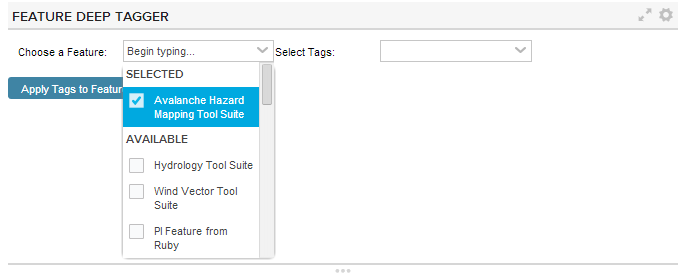 FEATURE DEEP TAGGER
Choose a Feature:
Begin typing...
Select Tags:
SELECTED
Apply Tags to Featur
Avalanche Hazard
Mapping Tool Suite
AVAILABLE
Hydrology Tool Suite
Wind Vector Tool
Suite
PI Feature from
Ruby